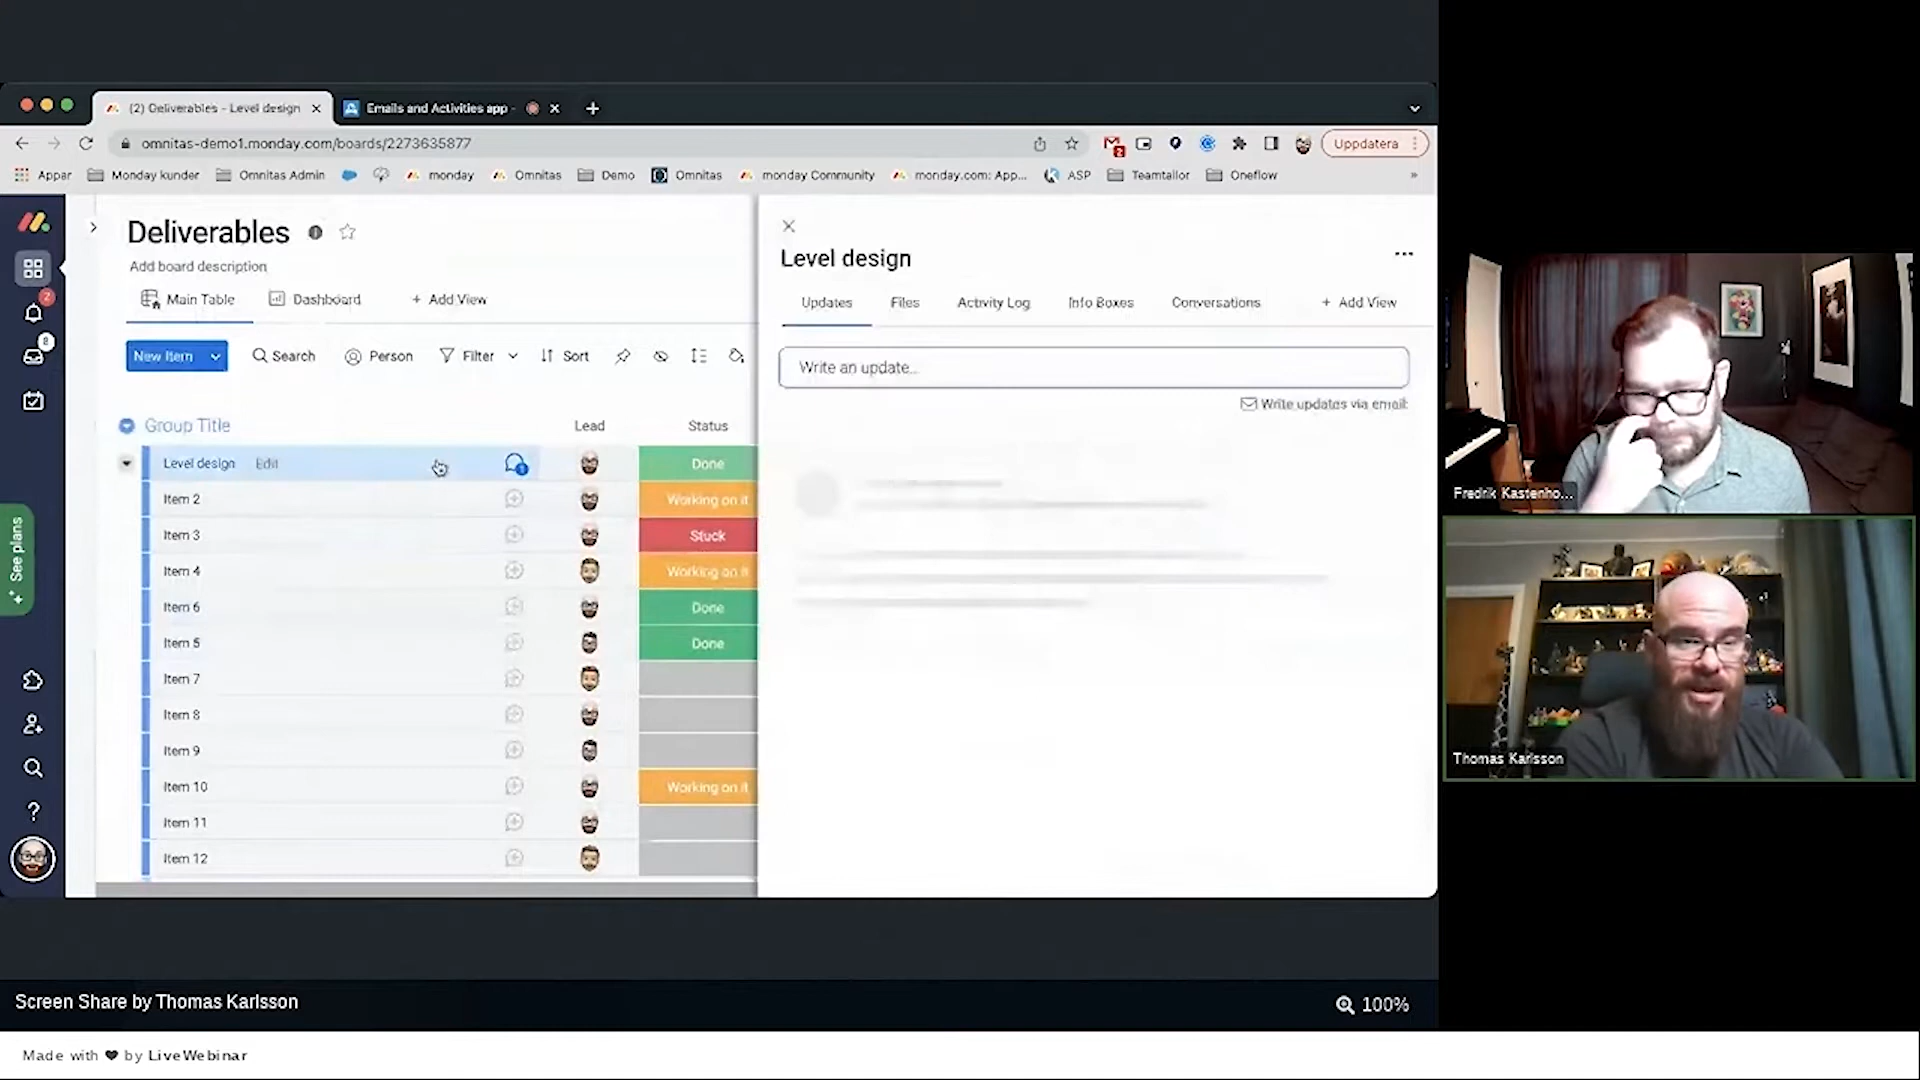 (2) Deliverables - Level design
Emails and Activities app -
omnitas-demo1.monday.com/boards/2273635877
2
Uppdatera
Appar
Monday kunder
Omnitas Admin
monday
Omnitas
Demo
Omnitas
monday Community
monday.com: App...
ASP
Teamtailor
Oneflow
»
Deliverables
Add board description
Main Table
Dashboard
+ Add View
New Item
Search
Person
Filter
Sort
Group Title
Lead
Status
Level design Edit
1
Done
Item 2
Working on it
Item 3
Stuck
Item 4
Working on it
Item 6
Done
Item 5
Done
Item 7
Item 8
Item 9
Item 10
Working on it
Item 11
Item 12
2
8
See plans
?
Level design
Updates
Files
Activity Log
Info Boxes
Conversations
+ Add View
Write an update...
Write updates via email:
Fredrik Kastenho...
Thomas Karlsson
Screen Share by Thomas Karlsson
100%
Made with ❤ by LiveWebinar